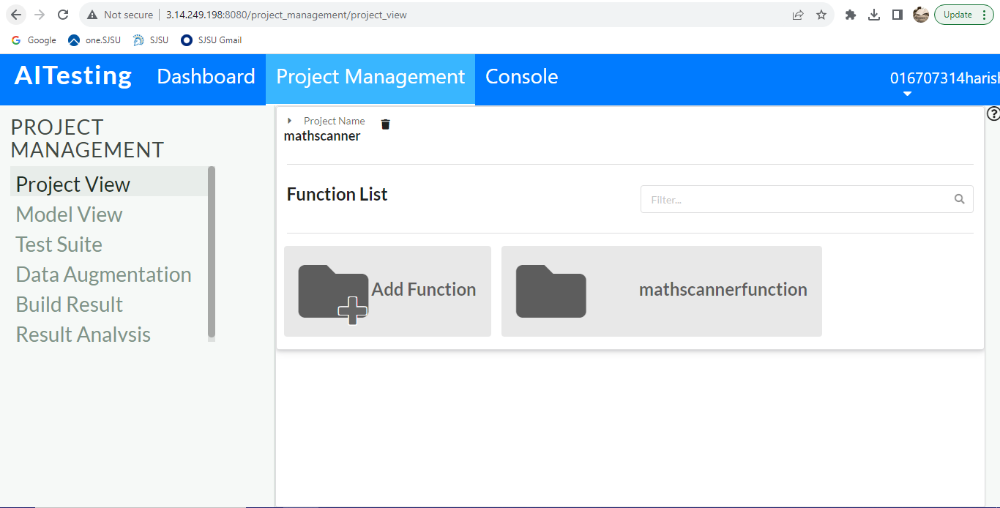 Not secure 3.14.249.198:8080/project_management/project_view Update
Google one.SJSU SJSU SJSU Gmail
AITesting Dashboard Project Management Console 016707314harish
PROJECT
MANAGEMENT
Project View
Model View
Test Suite
Data Augmentation
Build Result
Result Analysis
Project Name
mathscanner
Function List
Filter...
Add Function
mathscannerfunction